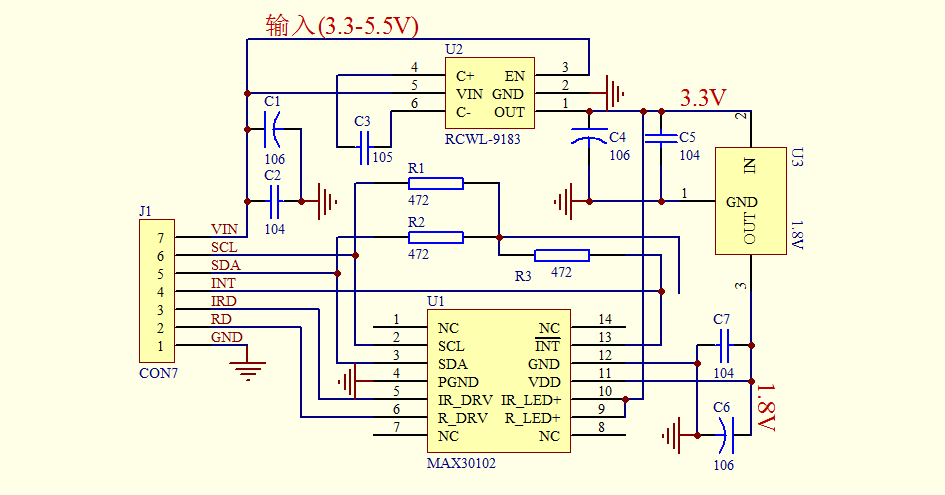 输入(3.3-5.5V)
U2
4 C+ EN 3
5 VIN GND 2
6 C- OUT 1
RCWL-9183
3.3V
C1
106
C2
104
C3
105
C4
106
C5
104
2
U3
IN
1 GND
OUT
1.8V
3
R1
472
R2
472
R3 472
J1
7 VIN
6 SCL
5 SDA
4 INT
3 IRD
2 RD
1 GND
CON7
U1
1 NC NC 14
2 SCL INT 13
3 SDA GND 12
4 PGND VDD 11
5 IR_DRV IR_LED+ 10
6 R_DRV R_LED+ 9
7 NC NC 8
MAX30102
C7
104
1.8V
C6
106